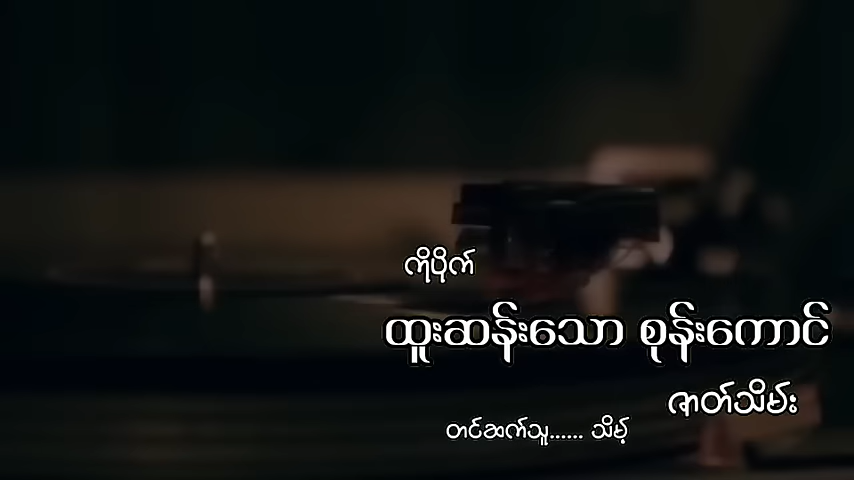 ကိုပိုက်
ထူးဆန်းသော စုန်းကောင်
ဇာတ်သိမ်း
တင်ဆက်သူ...... သိမ့်